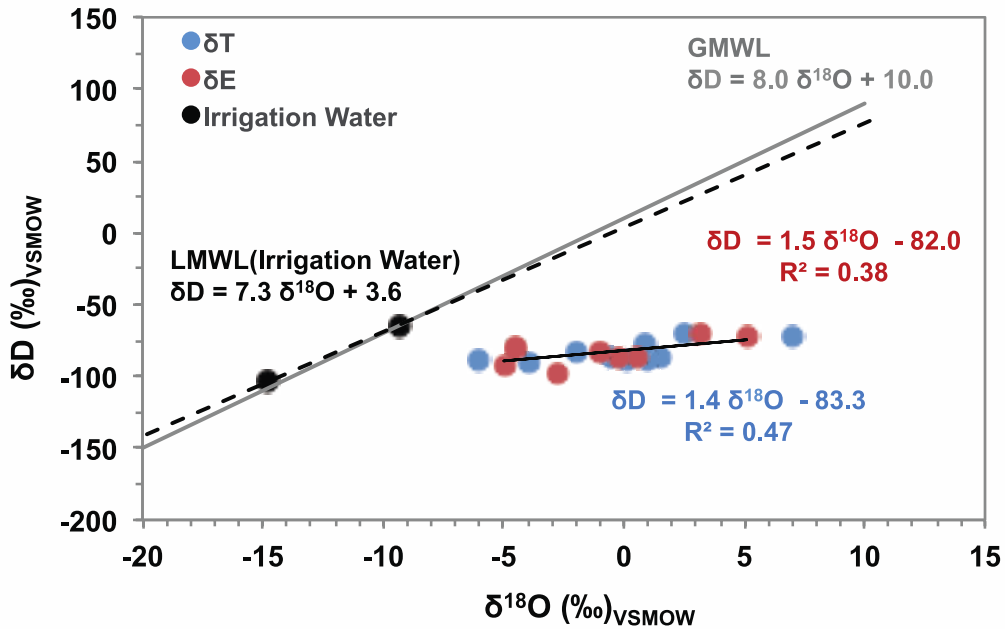 150
100
50
0
-50
-100
-150
-200
-20
-15
-10
-5
0
5
10
15
δD (‰)VSMOW
δ¹⁸O (‰)VSMOW
δT
δE
Irrigation Water
GMWL
δD = 8.0 δ¹⁸O + 10.0
LMWL(Irrigation Water)
δD = 7.3 δ¹⁸O + 3.6
δD = 1.5 δ¹⁸O - 82.0
R² = 0.38
δD = 1.4 δ¹⁸O - 83.3
R² = 0.47